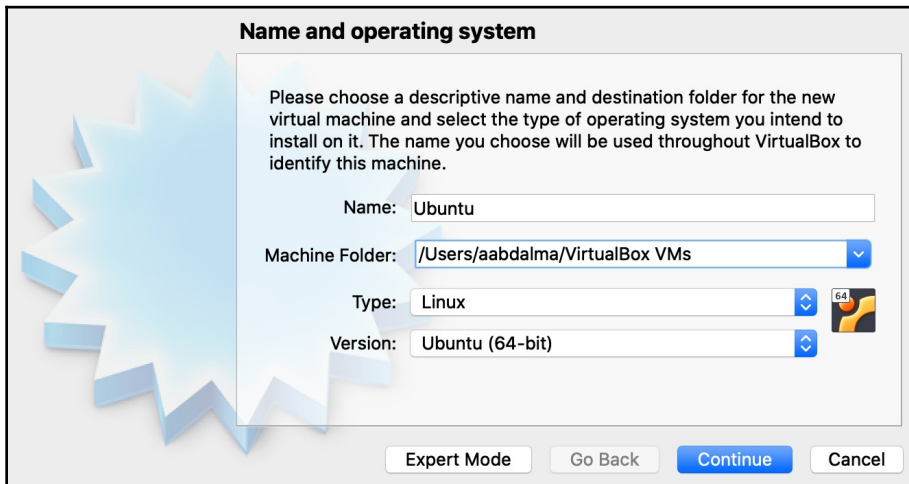 Name and operating system
Please choose a descriptive name and destination folder for the new
virtual machine and select the type of operating system you intend to
install on it. The name you choose will be used throughout VirtualBox to
identify this machine.
Name: Ubuntu
Machine Folder: /Users/aabdalma/VirtualBox VMs
Type: Linux
64
Version: Ubuntu (64-bit)
Expert Mode Go Back Continue Cancel